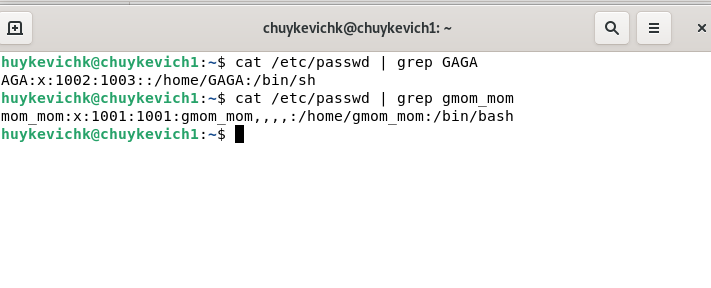 chuykevichk@chuykevich1: ~
huykevichk@chuykevich1:~$ cat /etc/passwd | grep GAGA
AGA:x:1002:1003::/home/GAGA:/bin/sh
huykevichk@chuykevich1:~$ cat /etc/passwd | grep gmom_mom
mom_mom:x:1001:1001:gmom_mom,,,,:/home/gmom_mom:/bin/bash
huykevichk@chuykevich1:~$